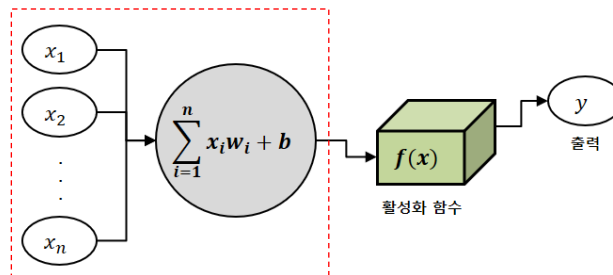 x₁
x₂
.
.
.
xₙ
n
∑ xᵢwᵢ + b
i=1
f(x)
활성화 함수
y
출력